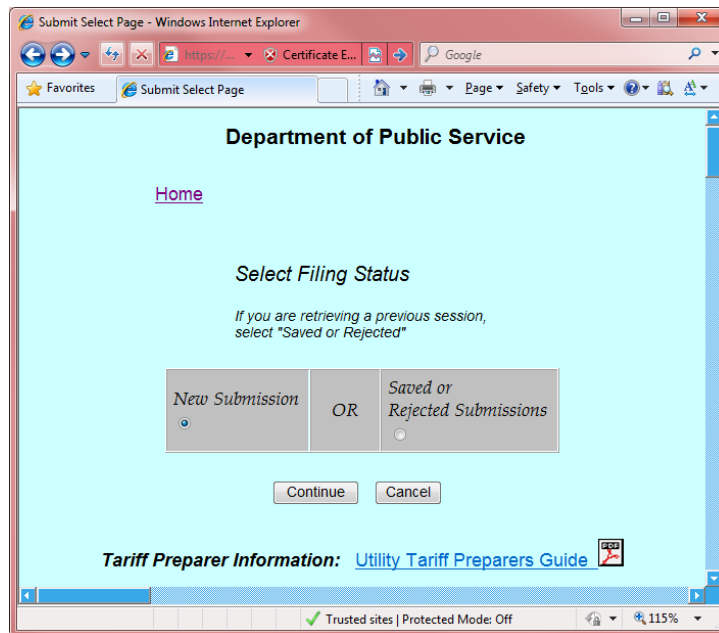 Submit Select Page - Windows Internet Explorer
https://... Certificate E... Google
Favorites Submit Select Page Page Safety Tools
Department of Public Service
Home
Select Filing Status
If you are retrieving a previous session,
select "Saved or Rejected"
New Submission OR Saved or
Rejected Submissions
Continue Cancel
Tariff Preparer Information: Utility Tariff Preparers Guide PDF
Trusted sites | Protected Mode: Off 115%